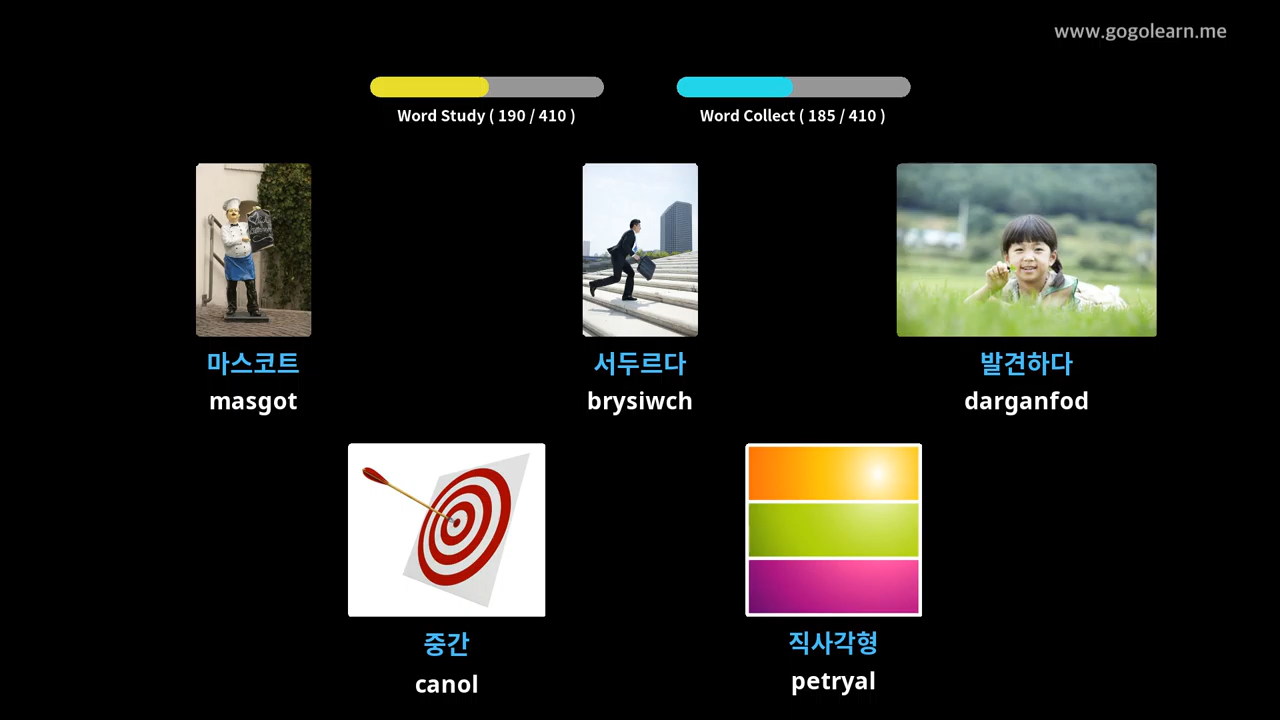 www.gogolearn.me
Word Study ( 190 / 410 )
Word Collect ( 185 / 410 )
마스코트
masgot
서두르다
brysiwch
발견하다
darganfod
중간
canol
직사각형
petryal